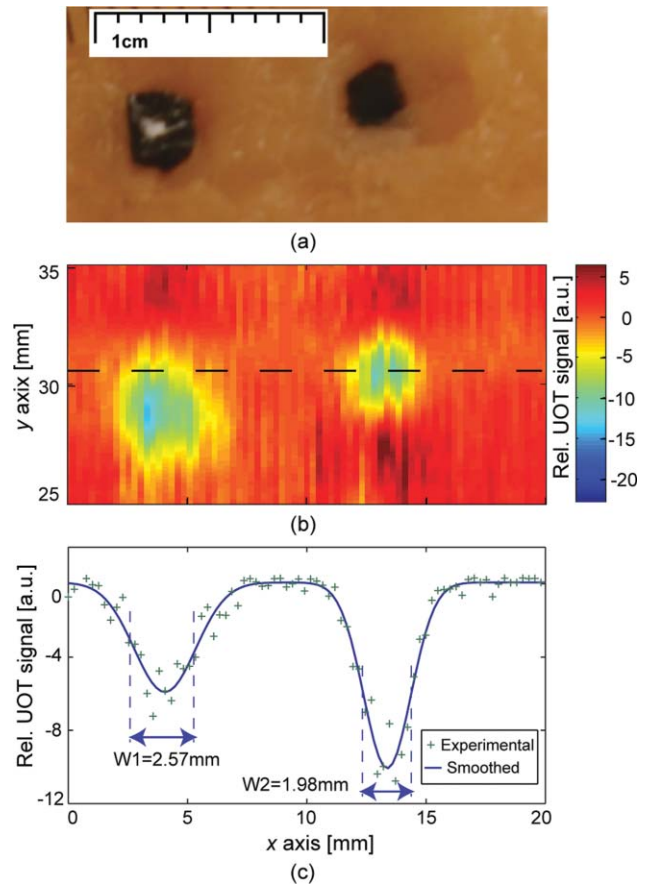 1cm
(a)
35
30
25
y axis [mm]
5
0
-5
-10
-15
-20
Rel. UOT signal [a.u.]
(b)
0
-4
-8
-12
Rel. UOT signal [a.u.]
W1=2.57mm
W2=1.98mm
Experimental
Smoothed
0
5
10
15
20
x axis [mm]
(c)